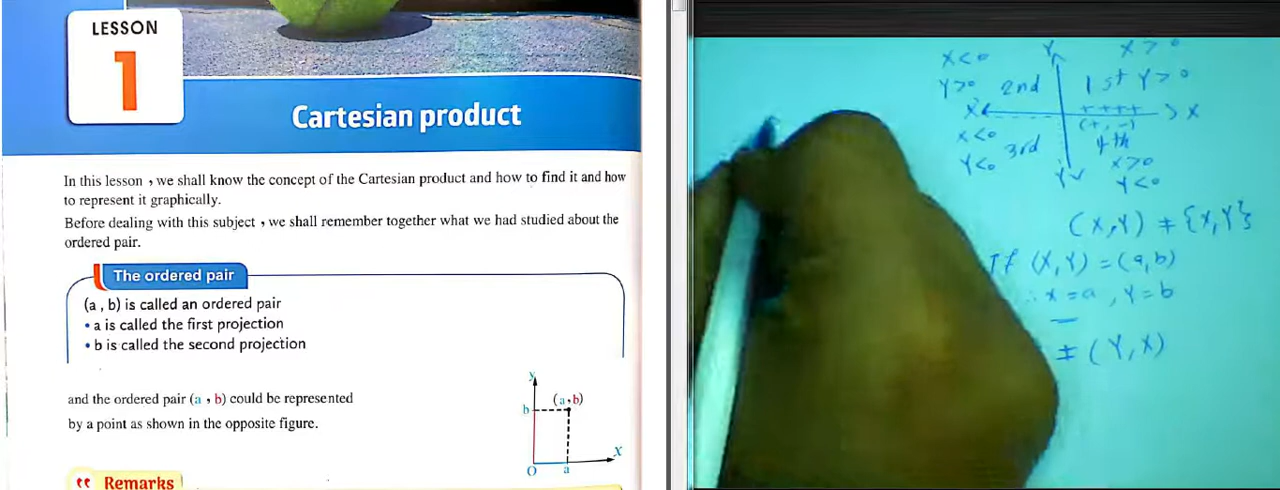 LESSON
1
Cartesian product
In this lesson , we shall know the concept of the Cartesian product and how to find it and how
to represent it graphically.
Before dealing with this subject , we shall remember together what we had studied about the
ordered pair.
The ordered pair
(a , b) is called an ordered pair
• a is called the first projection
• b is called the second projection
and the ordered pair (a , b) could be represented
by a point as shown in the opposite figure.
y
b
(a , b)
O
a
X
Remarks
X<0
Y
X>0
Y>0 2nd
1st Y>0
X
++++
X
(+,-)
X<0
3rd
4th
Y<0
X>0
Y
Y<0
(X,Y) ≠ {X,Y}
If (X,Y) = (a,b)
∴ x = a , Y = b
≠ (Y,X)